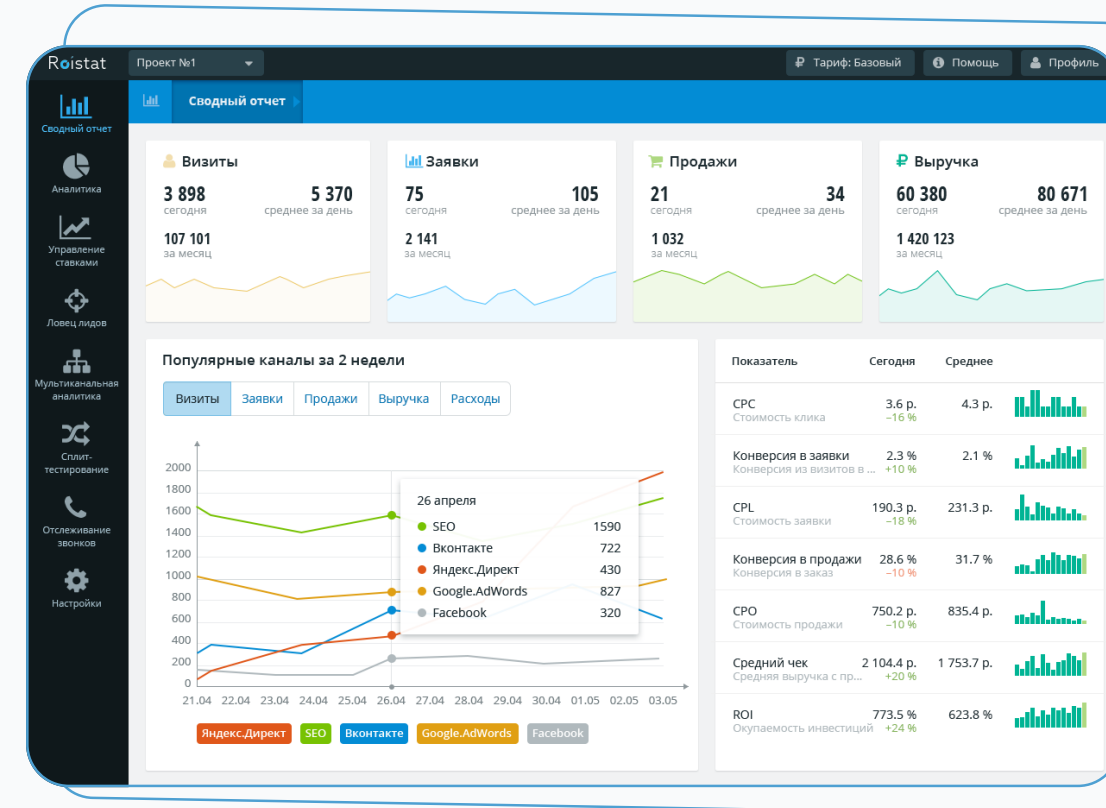 Roistat
Проект №1
₽ Тариф: Базовый
Помощь
Профиль
Сводный отчет
Сводный отчет
Аналитика
Управление
ставками
Ловец лидов
Мультиканальная
аналитика
Сплит-
тестирование
Отслеживание
звонков
Настройки
Визиты
3 898 5 370
сегодня среднее за день
107 101
за месяц
Заявки
75 105
сегодня среднее за день
2 141
за месяц
Продажи
21 34
сегодня среднее за день
1 032
за месяц
₽ Выручка
60 380 80 671
сегодня среднее за день
1 420 123
за месяц
Популярные каналы за 2 недели
Визиты Заявки Продажи Выручка Расходы
2000
1800
1600
1400
1200
1000
800
600
400
200
0
21.04 22.04 23.04 24.04 25.04 26.04 27.04 28.04 29.04 30.04 01.05 02.05 03.05
26 апреля
SEO 1590
Вконтакте 722
Яндекс.Директ 430
Google.AdWords 827
Facebook 320
Яндекс.Директ SEO Вконтакте Google.AdWords Facebook
Показатель Сегодня Среднее
CPC 3.6 р. 4.3 р.
Стоимость клика –16 %
Конверсия в заявки 2.3 % 2.1 %
Конверсия из визитов в ... +10 %
CPL 190.3 р. 231.3 р.
Стоимость заявки –18 %
Конверсия в продажи 28.6 % 31.7 %
Конверсия в заказ –10 %
CPO 750.2 р. 835.4 р.
Стоимость продажи –10 %
Средний чек 2 104.4 р. 1 753.7 р.
Средняя выручка с пр... +20 %
ROI 773.5 % 623.8 %
Окупаемость инвестиций +24 %